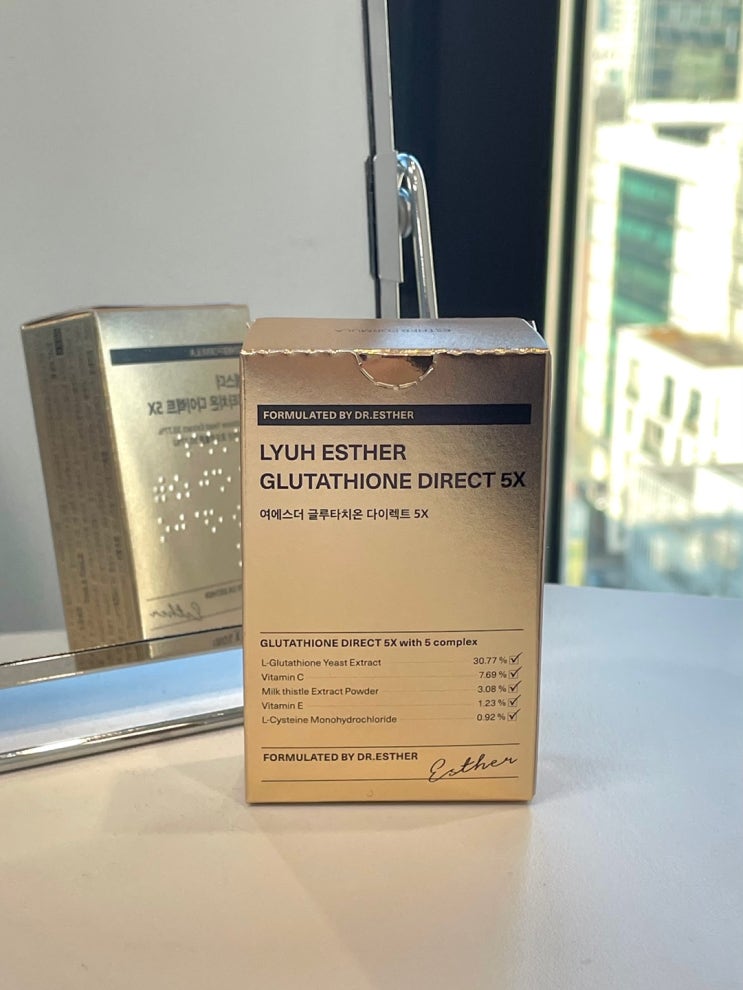 ESTHER FORMULA
FORMULATED BY DR.ESTHER
LYUH ESTHER
GLUTATHIONE DIRECT 5X
여에스더 글루타치온 다이렉트 5X
GLUTATHIONE DIRECT 5X with 5 complex
L-Glutathione Yeast Extract 30.77 %
Vitamin C 7.69 %
Milk thistle Extract Powder 3.08 %
Vitamin E 1.23 %
L-Cysteine Monohydrochloride 0.92 %
FORMULATED BY DR.ESTHER
Esther